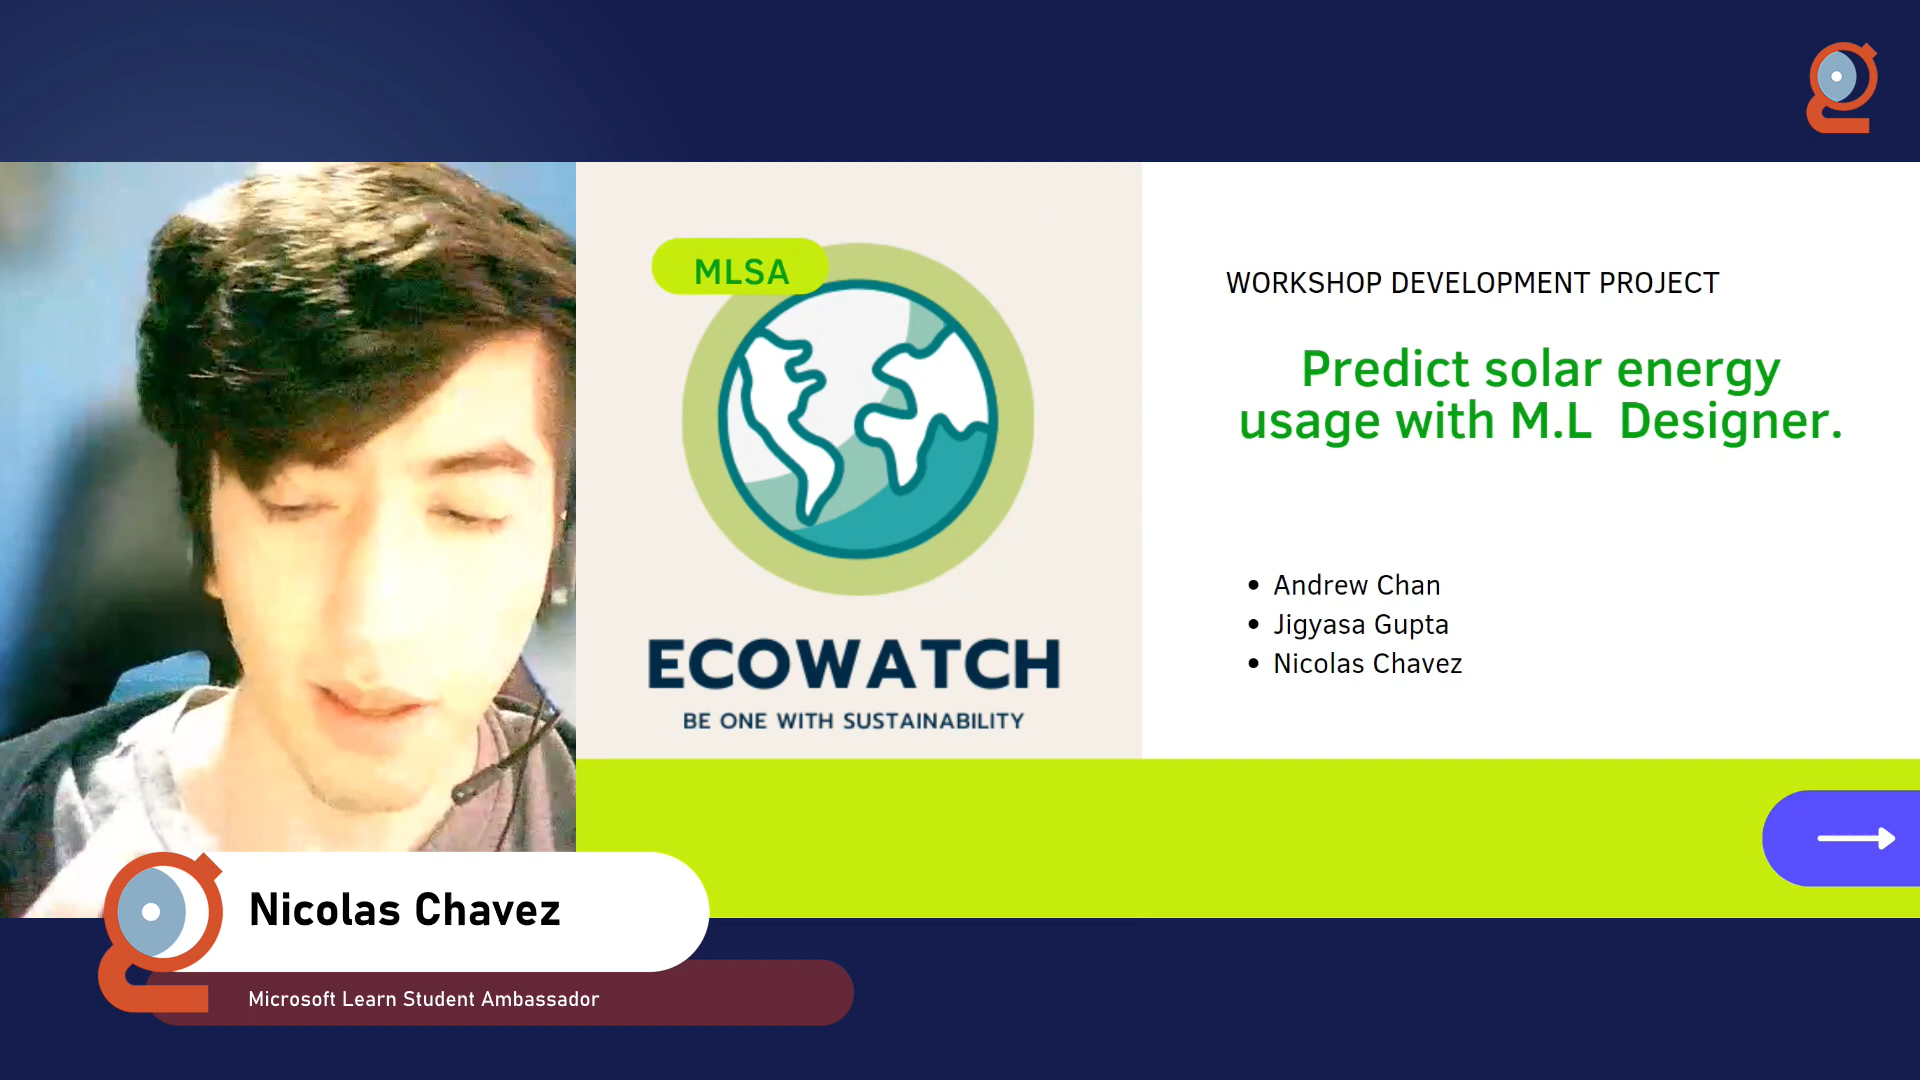 MLSA
ECOWATCH
BE ONE WITH SUSTAINABILITY
WORKSHOP DEVELOPMENT PROJECT
Predict solar energy
usage with M.L Designer.
• Andrew Chan
• Jigyasa Gupta
• Nicolas Chavez
Nicolas Chavez
Microsoft Learn Student Ambassador